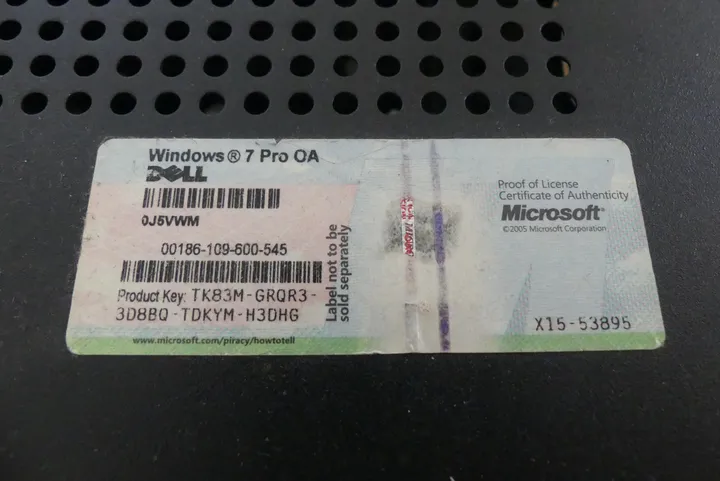 Windows® 7 Pro OA
DELL
0J5VWM
00186-109-600-545
Product Key: TK83M-GRQR3-
3D8BQ-TDKYM-H3DHG
www.microsoft.com/piracy/howtotell
Label not to be
sold separately
Proof of License
Certificate of Authenticity
Microsoft®
©2005 Microsoft Corporation
X15-53895